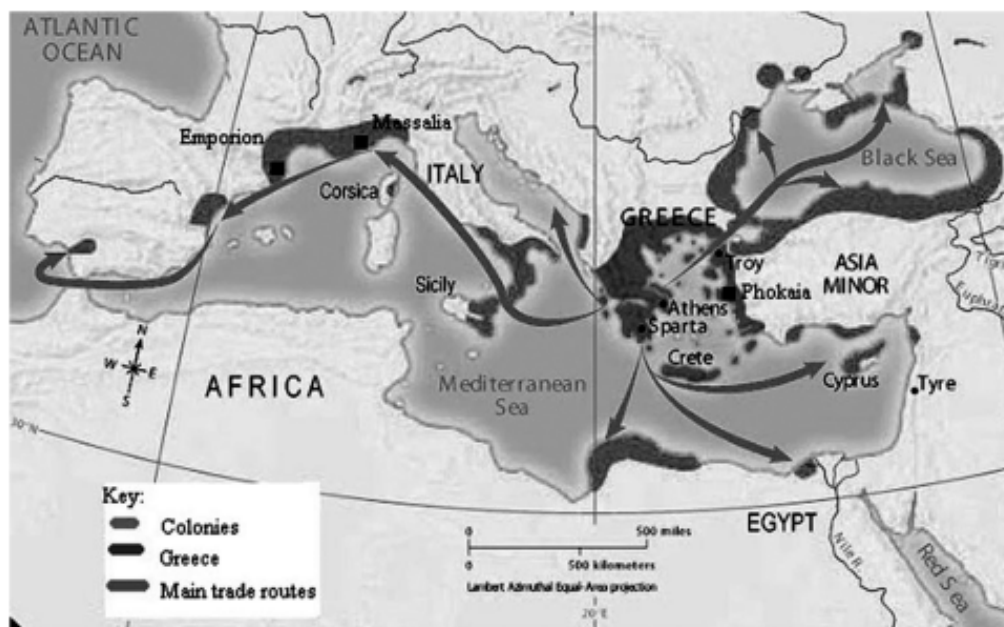 ATLANTIC
OCEAN
Emporion
Massalia
Corsica
ITALY
Black Sea
GREECE
Troy
ASIA
MINOR
Phokaia
Sicily
Athens
Sparta
Crete
Cyprus
Tyre
N
W E
S
AFRICA
Mediterranean
Sea
30°N
Key:
Colonies
Greece
Main trade routes
0 500 miles
0 500 kilometers
Lambert Azimuthal Equal-Area projection
20°E
EGYPT
Nile R.
Red Sea